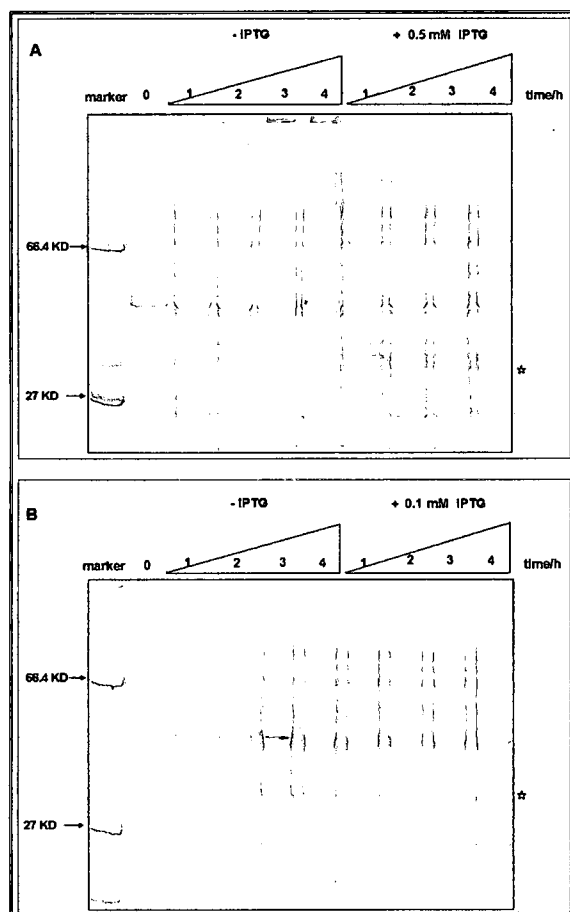 A
- IPTG + 0.5 mM IPTG
marker 0 1 2 3 4 1 2 3 4 time/h
66.4 KD
27 KD
☆
B
- IPTG + 0.1 mM IPTG
marker 0 1 2 3 4 1 2 3 4 time/h
66.4 KD
27 KD
☆